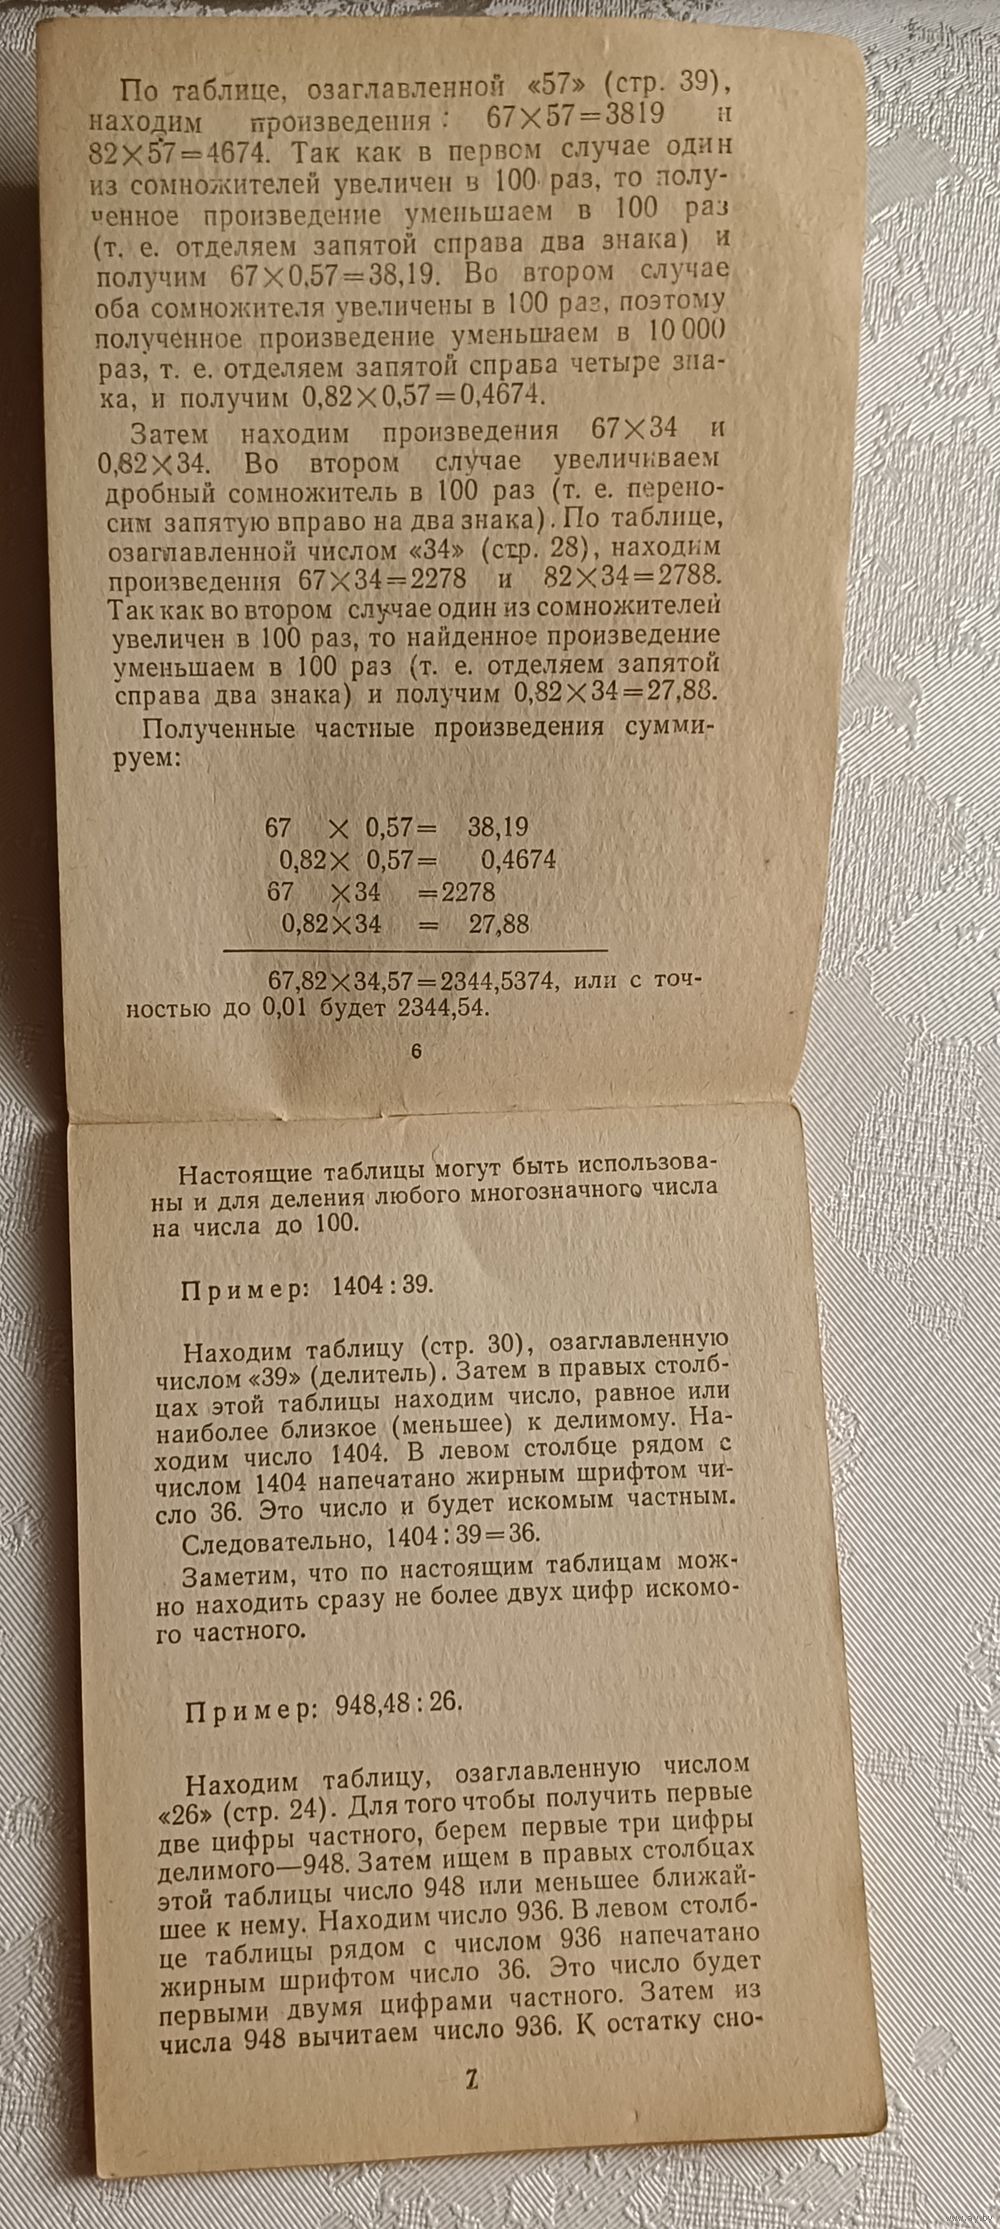 По таблице, озаглавленной «57» (стр. 39),
находим произведения: 67×57=3819 и
82×57=4674. Так как в первом случае один
из сомножителей увеличен в 100 раз, то полу-
ченное произведение уменьшаем в 100 раз
(т. е. отделяем запятой справа два знака) и
получим 67×0,57=38,19. Во втором случае
оба сомножителя увеличены в 100 раз, поэтому
полученное произведение уменьшаем в 10 000
раз, т. е. отделяем запятой справа четыре зна-
ка, и получим 0,82×0,57=0,4674.
Затем находим произведения 67×34 и
0,82×34. Во втором случае увеличиваем
дробный сомножитель в 100 раз (т. е. перено-
сим запятую вправо на два знака). По таблице,
озаглавленной числом «34» (стр. 28), находим
произведения 67×34=2278 и 82×34=2788.
Так как во втором случае один из сомножителей
увеличен в 100 раз, то найденное произведение
уменьшаем в 100 раз (т. е. отделяем запятой
справа два знака) и получим 0,82×34=27,88.
Полученные частные произведения сумми-
руем:
67 × 0,57= 38,19
0,82× 0,57= 0,4674
67 ×34 =2278
0,82×34 = 27,88
67,82×34,57=2344,5374, или с точ-
ностью до 0,01 будет 2344,54.
6
Настоящие таблицы могут быть использова-
ны и для деления любого многозначного числа
на числа до 100.
Пример: 1404:39.
Находим таблицу (стр. 30), озаглавленную
числом «39» (делитель). Затем в правых столб-
цах этой таблицы находим число, равное или
наиболее близкое (меньшее) к делимому. На-
ходим число 1404. В левом столбце рядом с
числом 1404 напечатано жирным шрифтом чи-
сло 36. Это число и будет искомым частным.
Следовательно, 1404:39=36.
Заметим, что по настоящим таблицам мож-
но находить сразу не более двух цифр искомо-
го частного.
Пример: 948,48:26.
Находим таблицу, озаглавленную числом
«26» (стр. 24). Для того чтобы получить первые
две цифры частного, берем первые три цифры
делимого—948. Затем ищем в правых столбцах
этой таблицы число 948 или меньшее ближай-
шее к нему. Находим число 936. В левом столб-
це таблицы рядом с числом 936 напечатано
жирным шрифтом число 36. Это число будет
первыми двумя цифрами частного. Затем из
числа 948 вычитаем число 936. К остатку сно-
7
www.ay.by